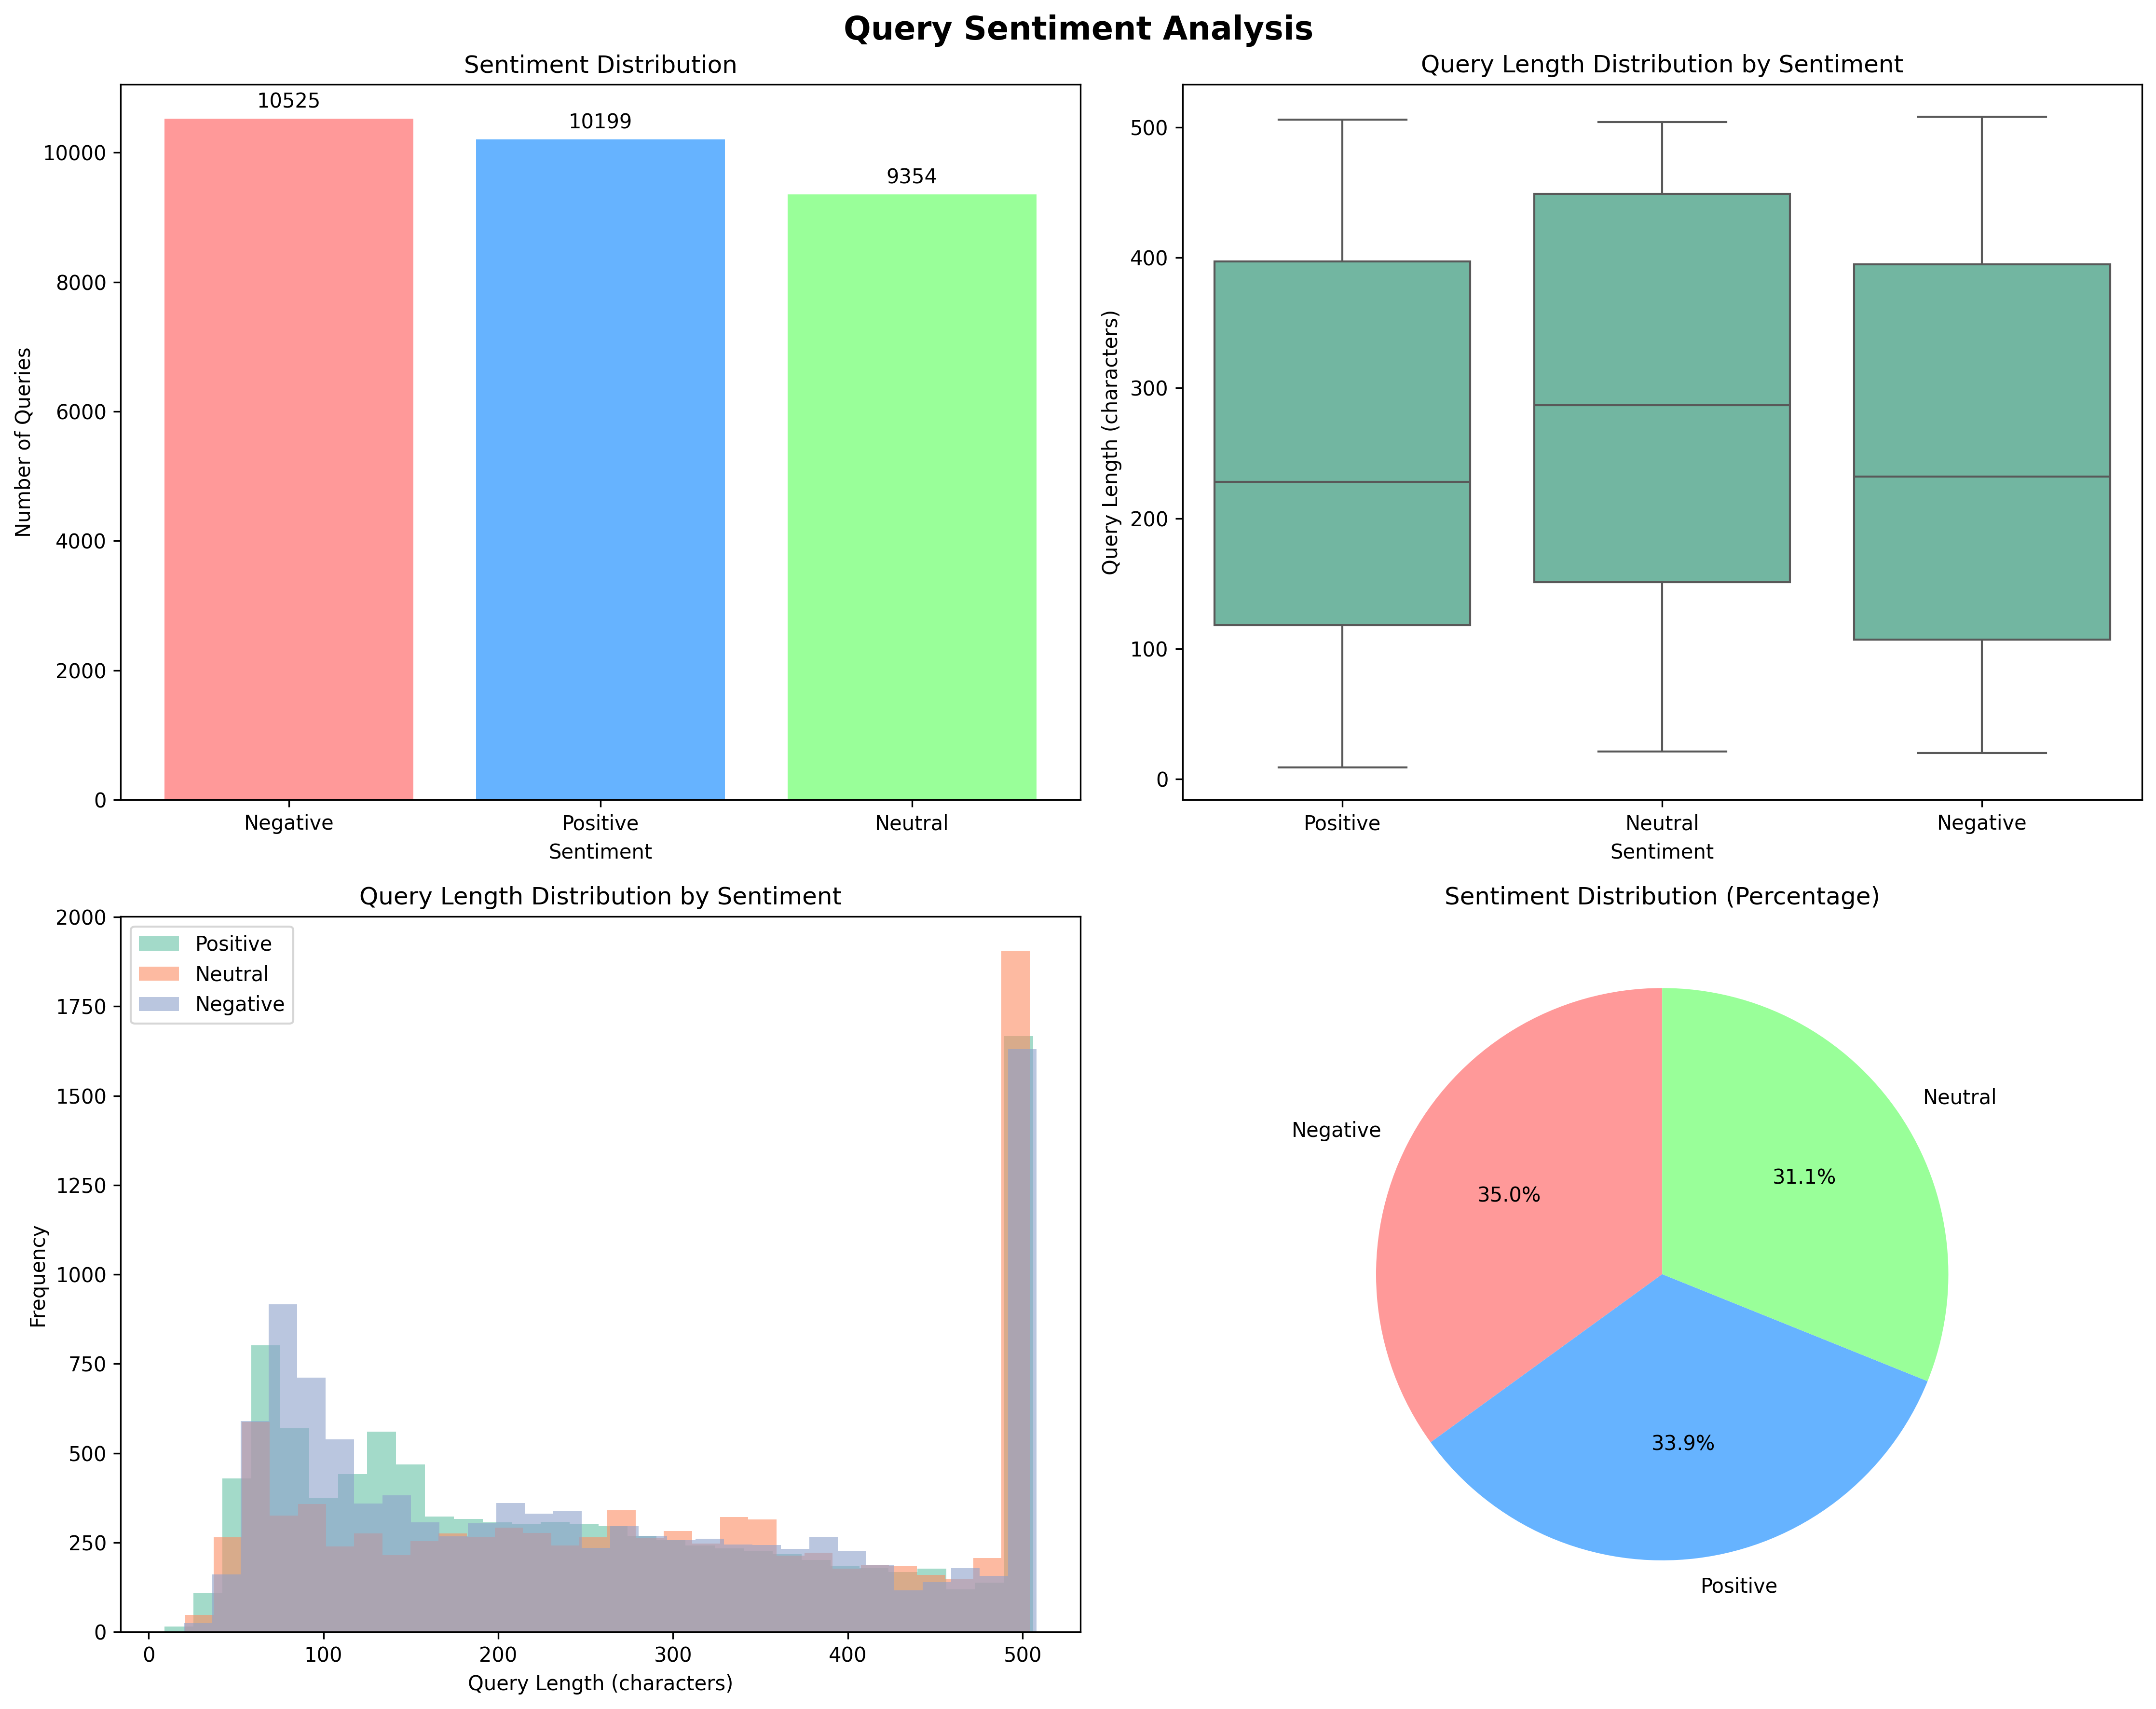 Query Sentiment Analysis
Sentiment Distribution
10525
10199
9354
10000
8000
6000
4000
2000
0
Number of Queries
Negative
Positive
Neutral
Sentiment
Query Length Distribution by Sentiment
500
400
300
200
100
0
Query Length (characters)
Positive
Neutral
Negative
Sentiment
Query Length Distribution by Sentiment
Positive
Neutral
Negative
2000
1750
1500
1250
1000
750
500
250
0
Frequency
0
100
200
300
400
500
Query Length (characters)
Sentiment Distribution (Percentage)
Neutral
Negative
31.1%
35.0%
33.9%
Positive